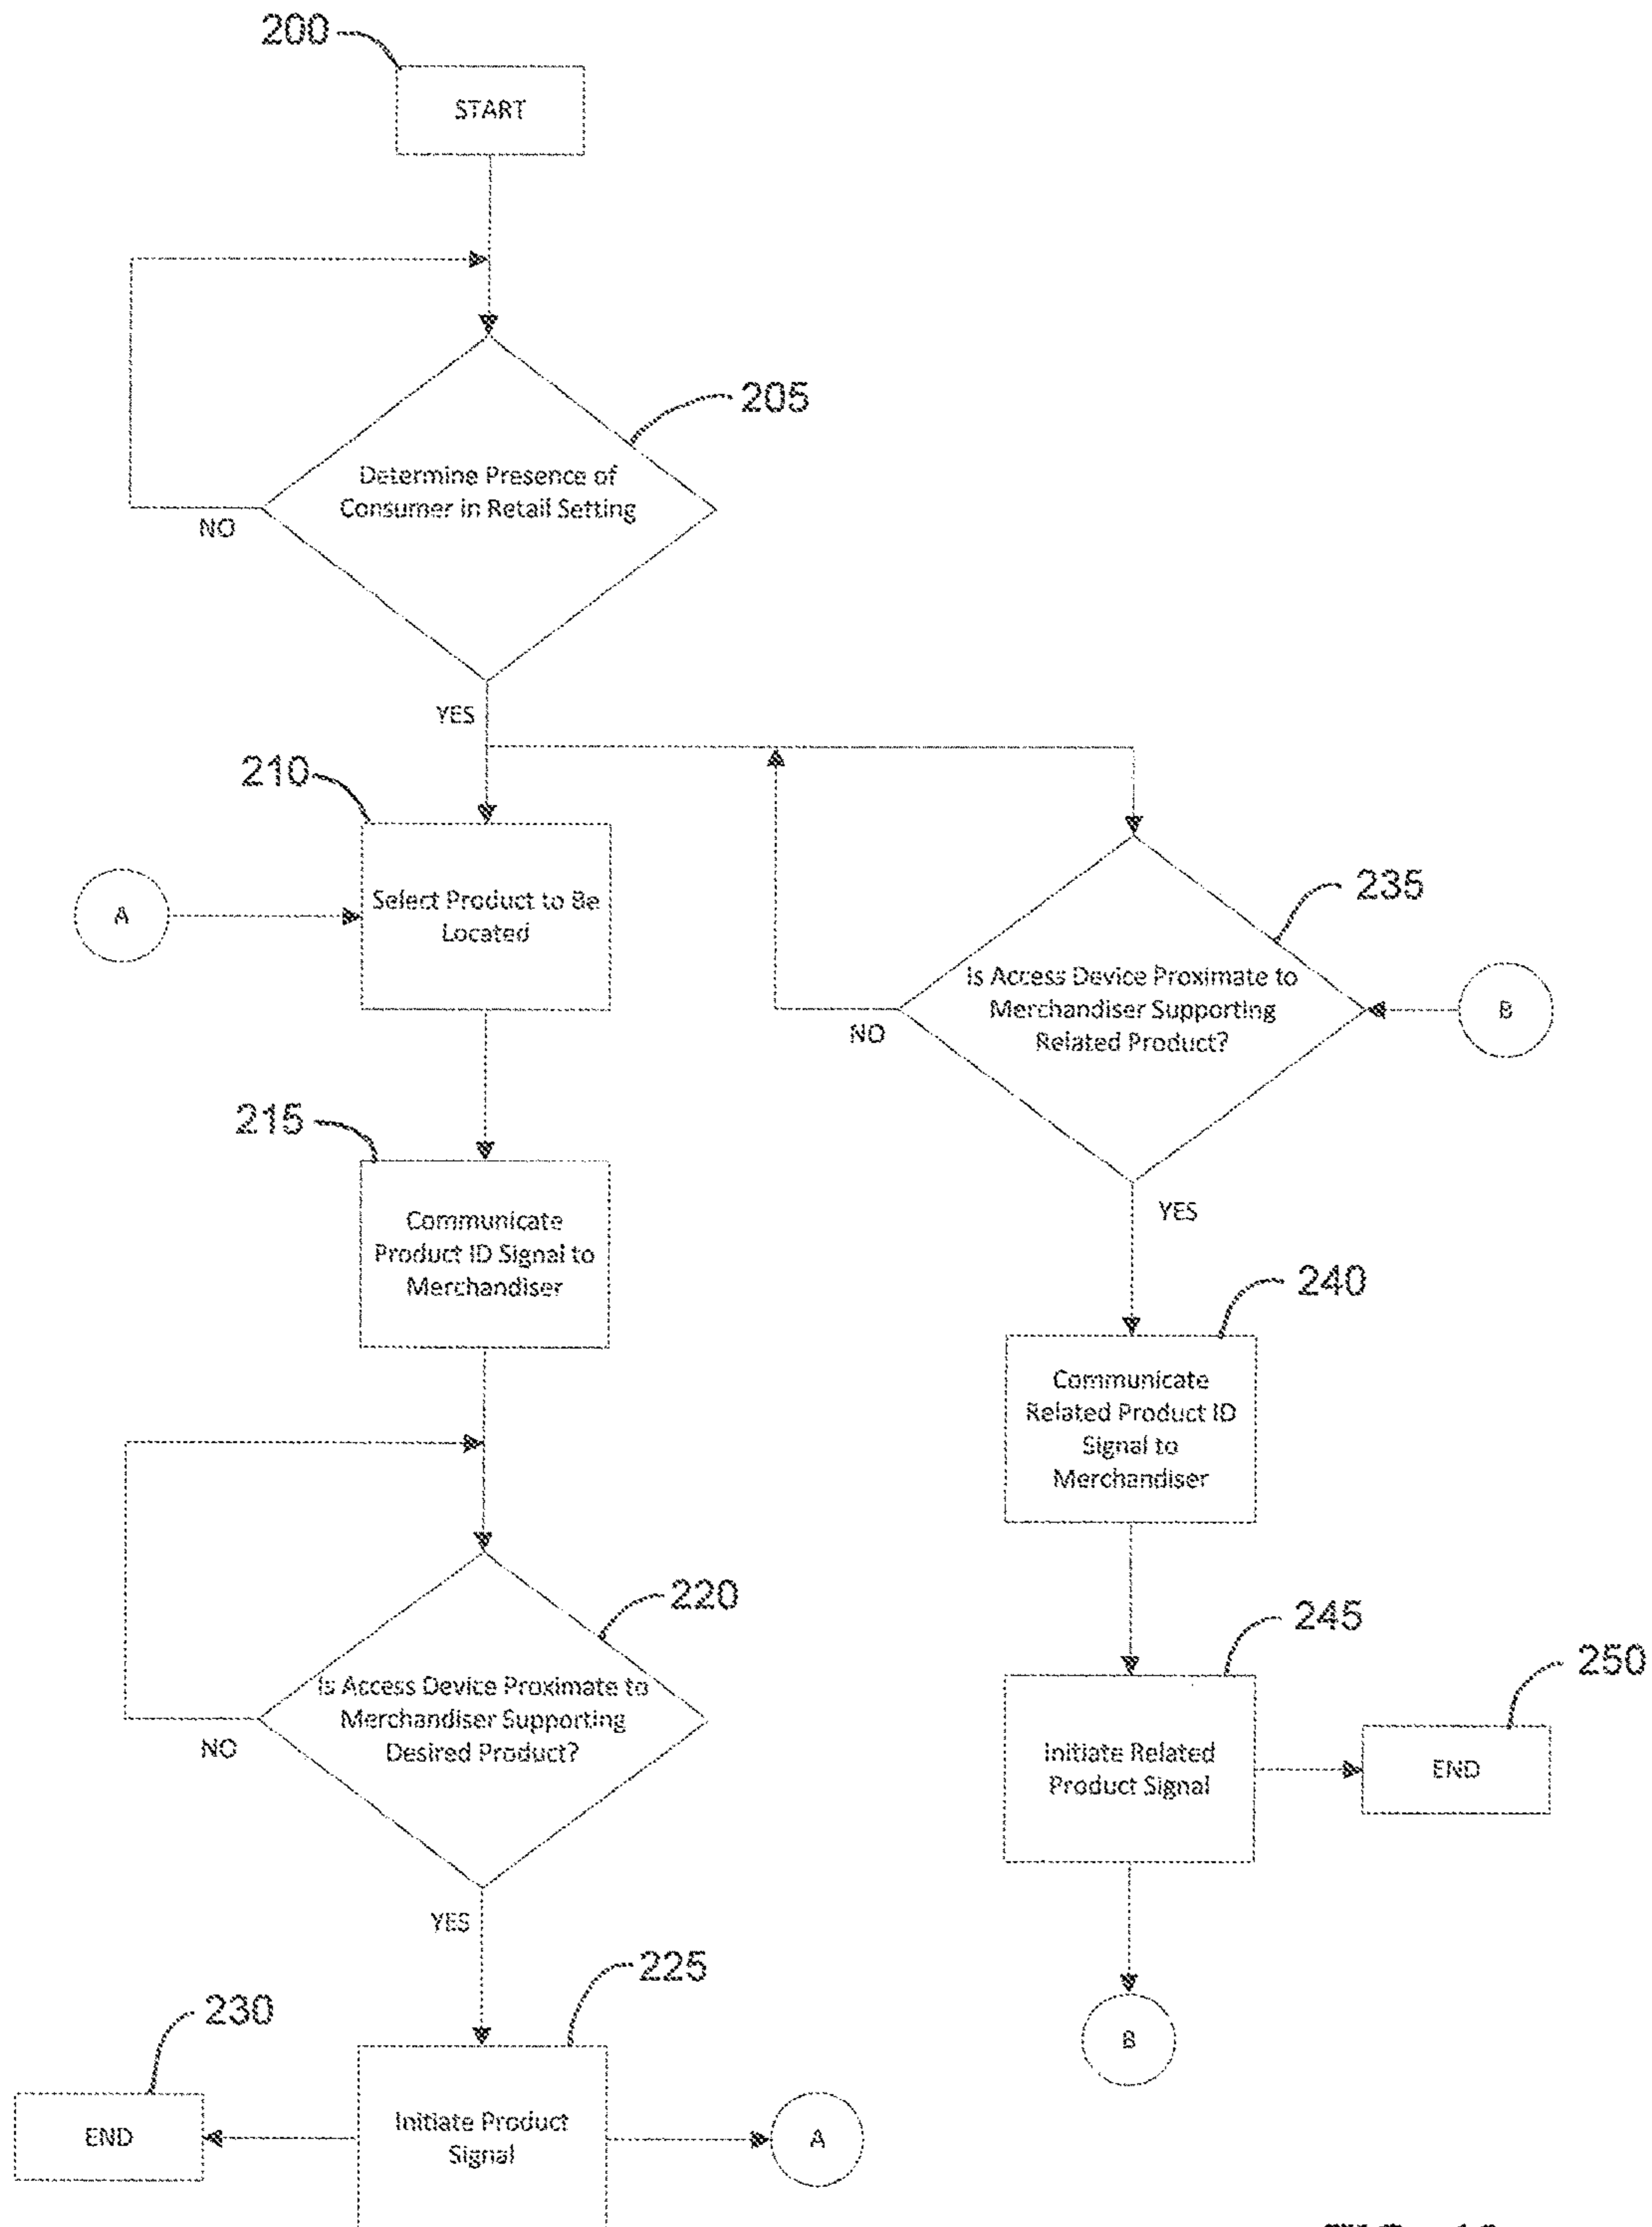 200
START
205
Determine Presence of
Consumer in Retail Setting
NO
YES
210
Select Product to Be
Located
A
235
Is Access Device Proximate to
Merchandiser Supporting
Related Product?
B
NO
YES
215
Communicate
Product ID Signal to
Merchandiser
240
Communicate
Related Product ID
Signal to
Merchandiser
220
Is Access Device Proximate to
Merchandiser Supporting
Desired Product?
NO
YES
245
Initiate Related
Product Signal
250
END
B
225
Initiate Product
Signal
230
END
A